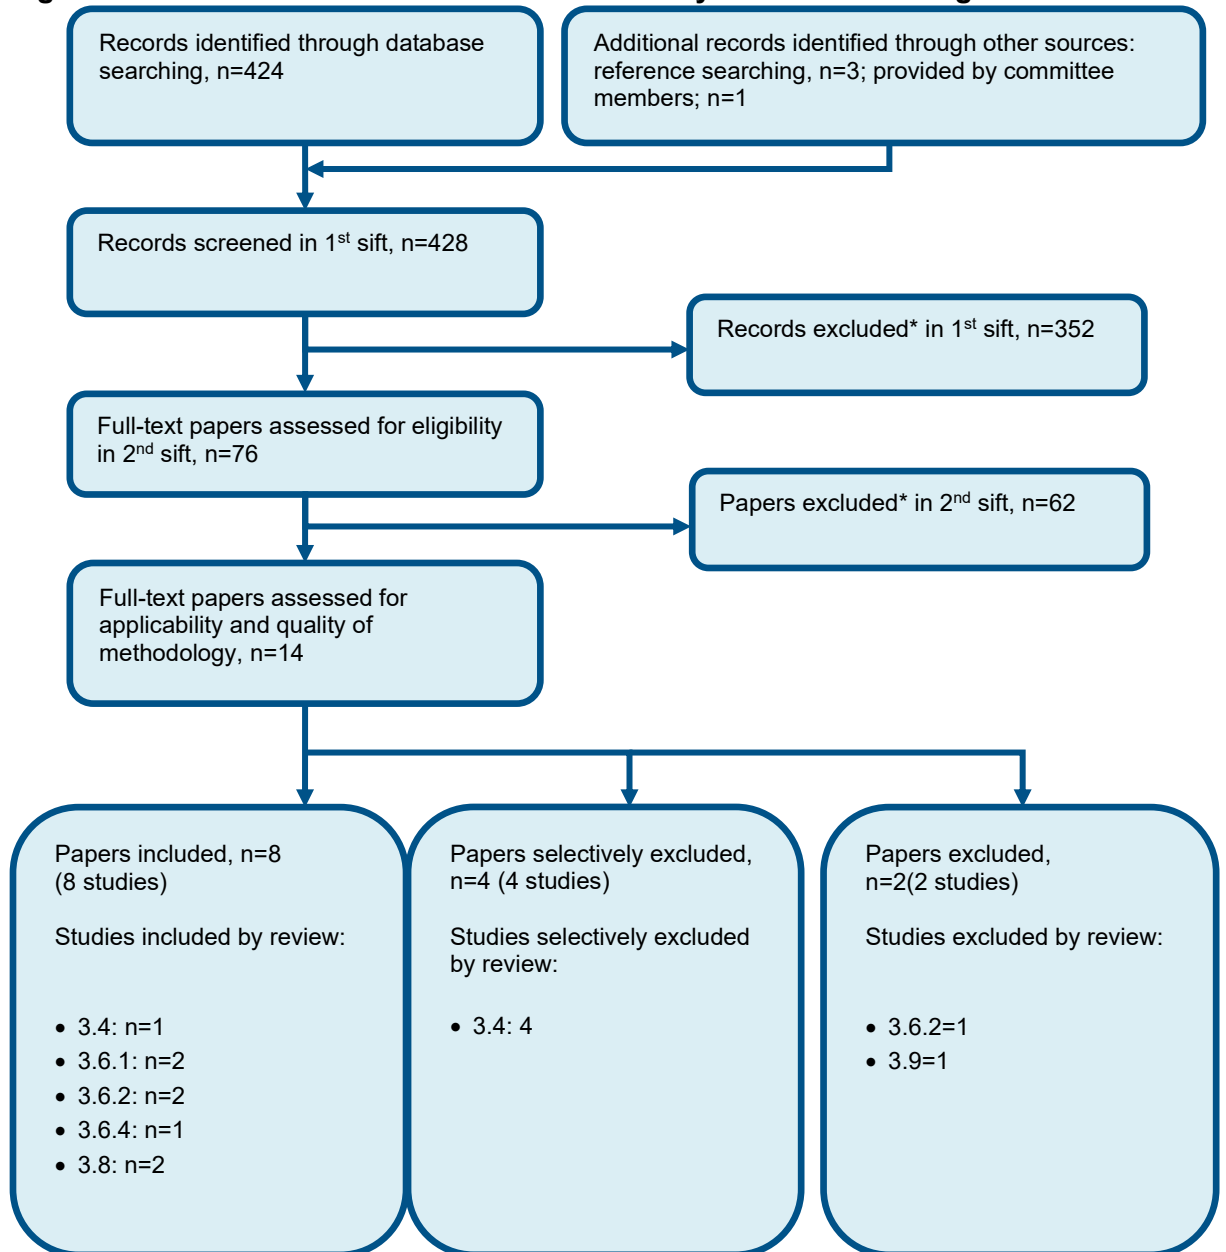 Records identified through database
searching, n=424
Additional records identified through other sources:
reference searching, n=3; provided by committee
members; n=1
Records screened in 1st sift, n=428
Records excluded* in 1st sift, n=352
Full-text papers assessed for eligibility
in 2nd sift, n=76
Papers excluded* in 2nd sift, n=62
Full-text papers assessed for
applicability and quality of
methodology, n=14
Papers included, n=8
(8 studies)
Studies included by review:
• 3.4: n=1
• 3.6.1: n=2
• 3.6.2: n=2
• 3.6.4: n=1
• 3.8: n=2
Papers selectively excluded,
n=4 (4 studies)
Studies selectively excluded
by review:
• 3.4: 4
Papers excluded,
n=2(2 studies)
Studies excluded by review:
• 3.6.2=1
• 3.9=1